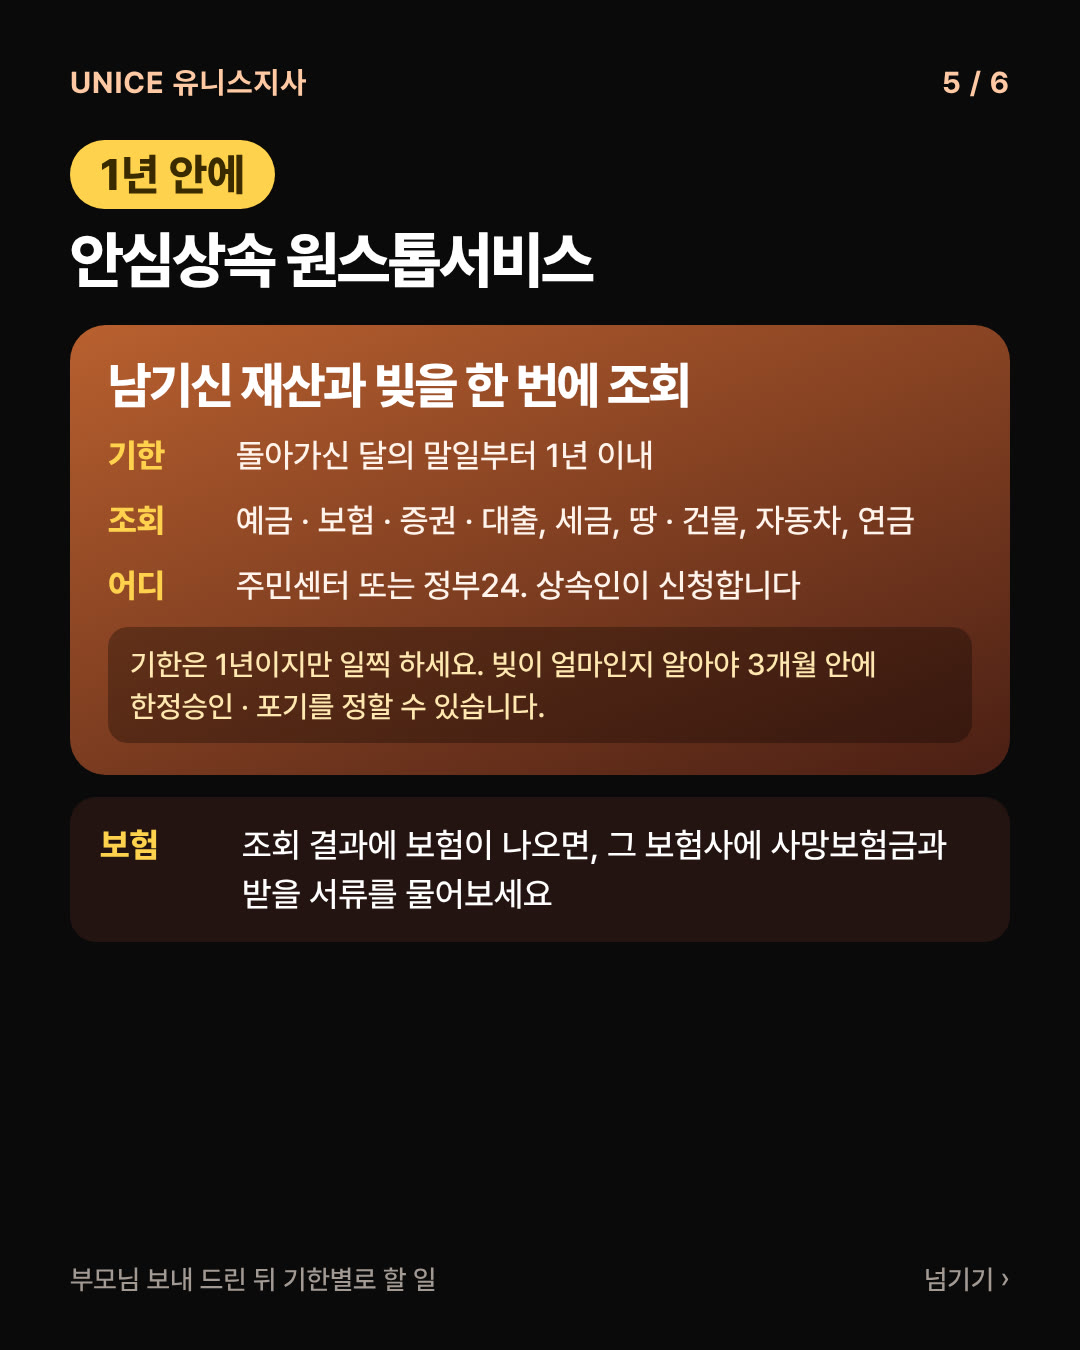 UNICE 유니스지사
5 / 6
1년 안에
안심상속 원스톱서비스
남기신 재산과 빚을 한 번에 조회
기한 돌아가신 달의 말일부터 1년 이내
조회 예금 · 보험 · 증권 · 대출, 세금, 땅 · 건물, 자동차, 연금
어디 주민센터 또는 정부24. 상속인이 신청합니다
기한은 1년이지만 일찍 하세요. 빚이 얼마인지 알아야 3개월 안에
한정승인 · 포기를 정할 수 있습니다.
보험 조회 결과에 보험이 나오면, 그 보험사에 사망보험금과
받을 서류를 물어보세요
부모님 보내 드린 뒤 기한별로 할 일
넘기기 ›